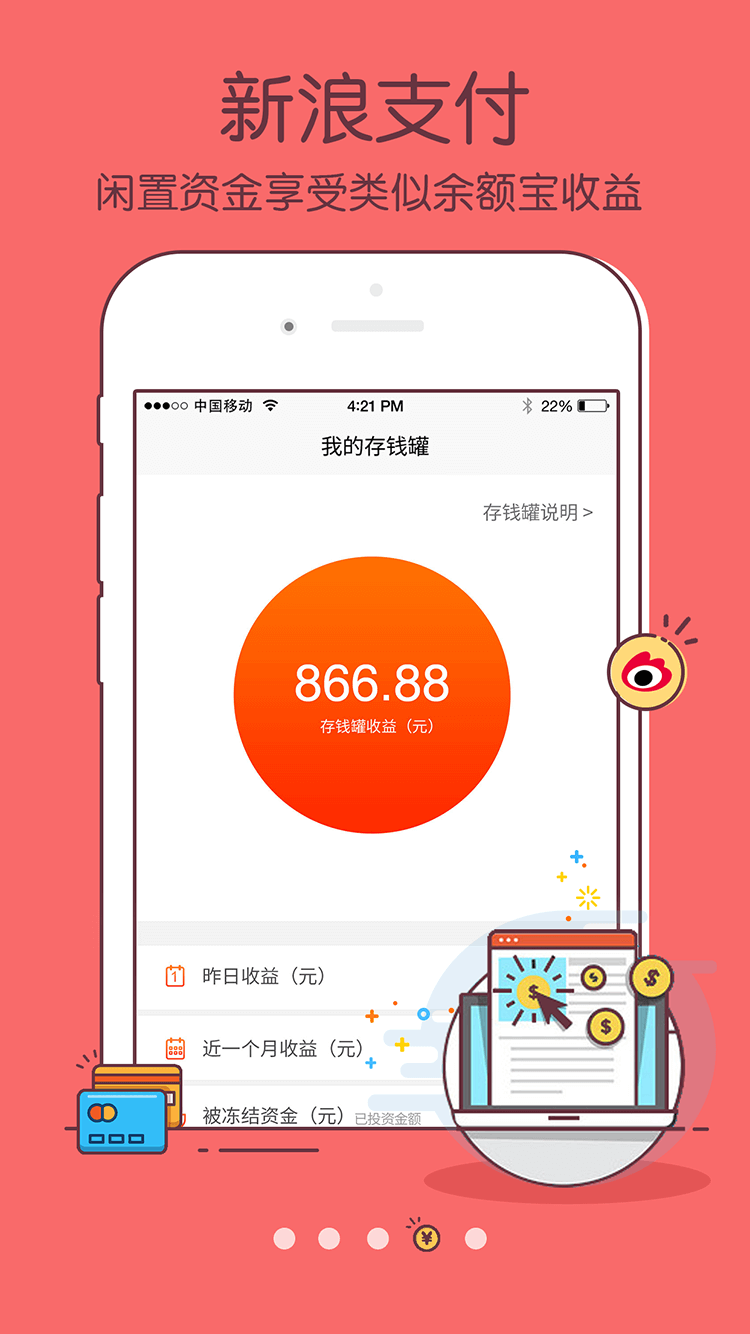 新浪支付
闲置资金享受类似余额宝收益
中国移动 4:21 PM 22%
我的存钱罐
存钱罐说明 >
866.88
存钱罐收益（元）
1 昨日收益（元）
近一个月收益（元）
被冻结资金（元） 已投资金额
$ $ $ $
¥